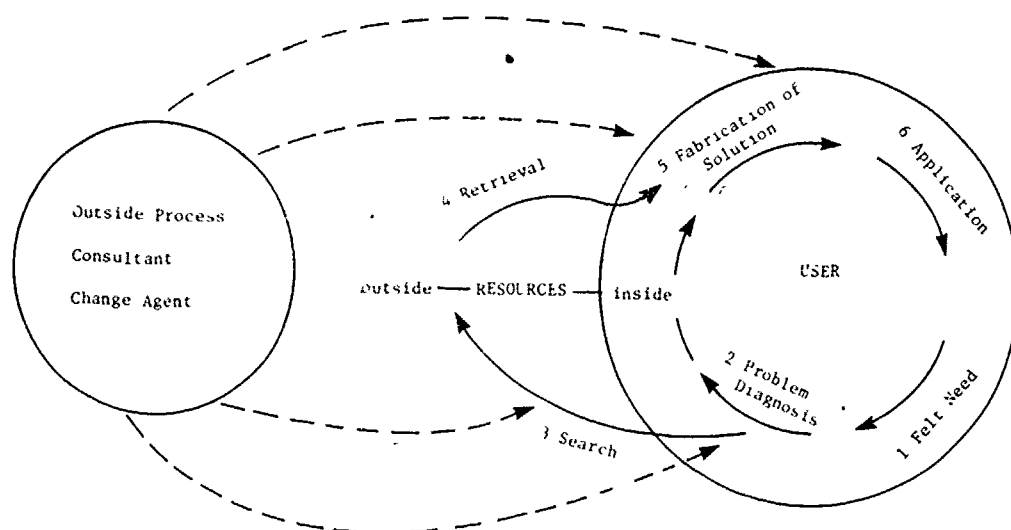 Outside Process
Consultant
Change Agent
4 Retrieval
5 Fabrication of
Solution
6 Application
USER
Outside — RESOURCES — inside
2 Problem
Diagnosis
3 Search
1 Felt Need